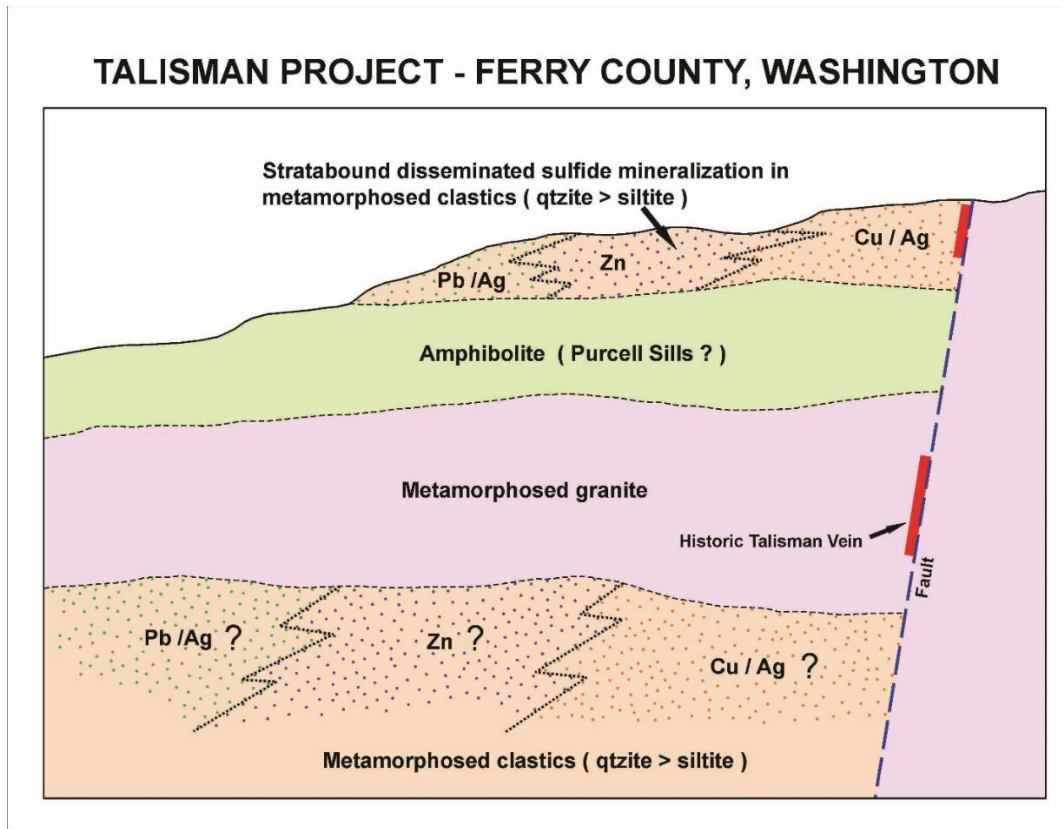 TALISMAN PROJECT - FERRY COUNTY, WASHINGTON
Stratabound disseminated sulfide mineralization in
metamorphosed clastics ( qtzite > siltite )
Pb /Ag
Zn
Cu / Ag
Amphibolite ( Purcell Sills ? )
Metamorphosed granite
Historic Talisman Vein
Fault
Pb /Ag ?
Zn ?
Cu / Ag ?
Metamorphosed clastics ( qtzite > siltite )